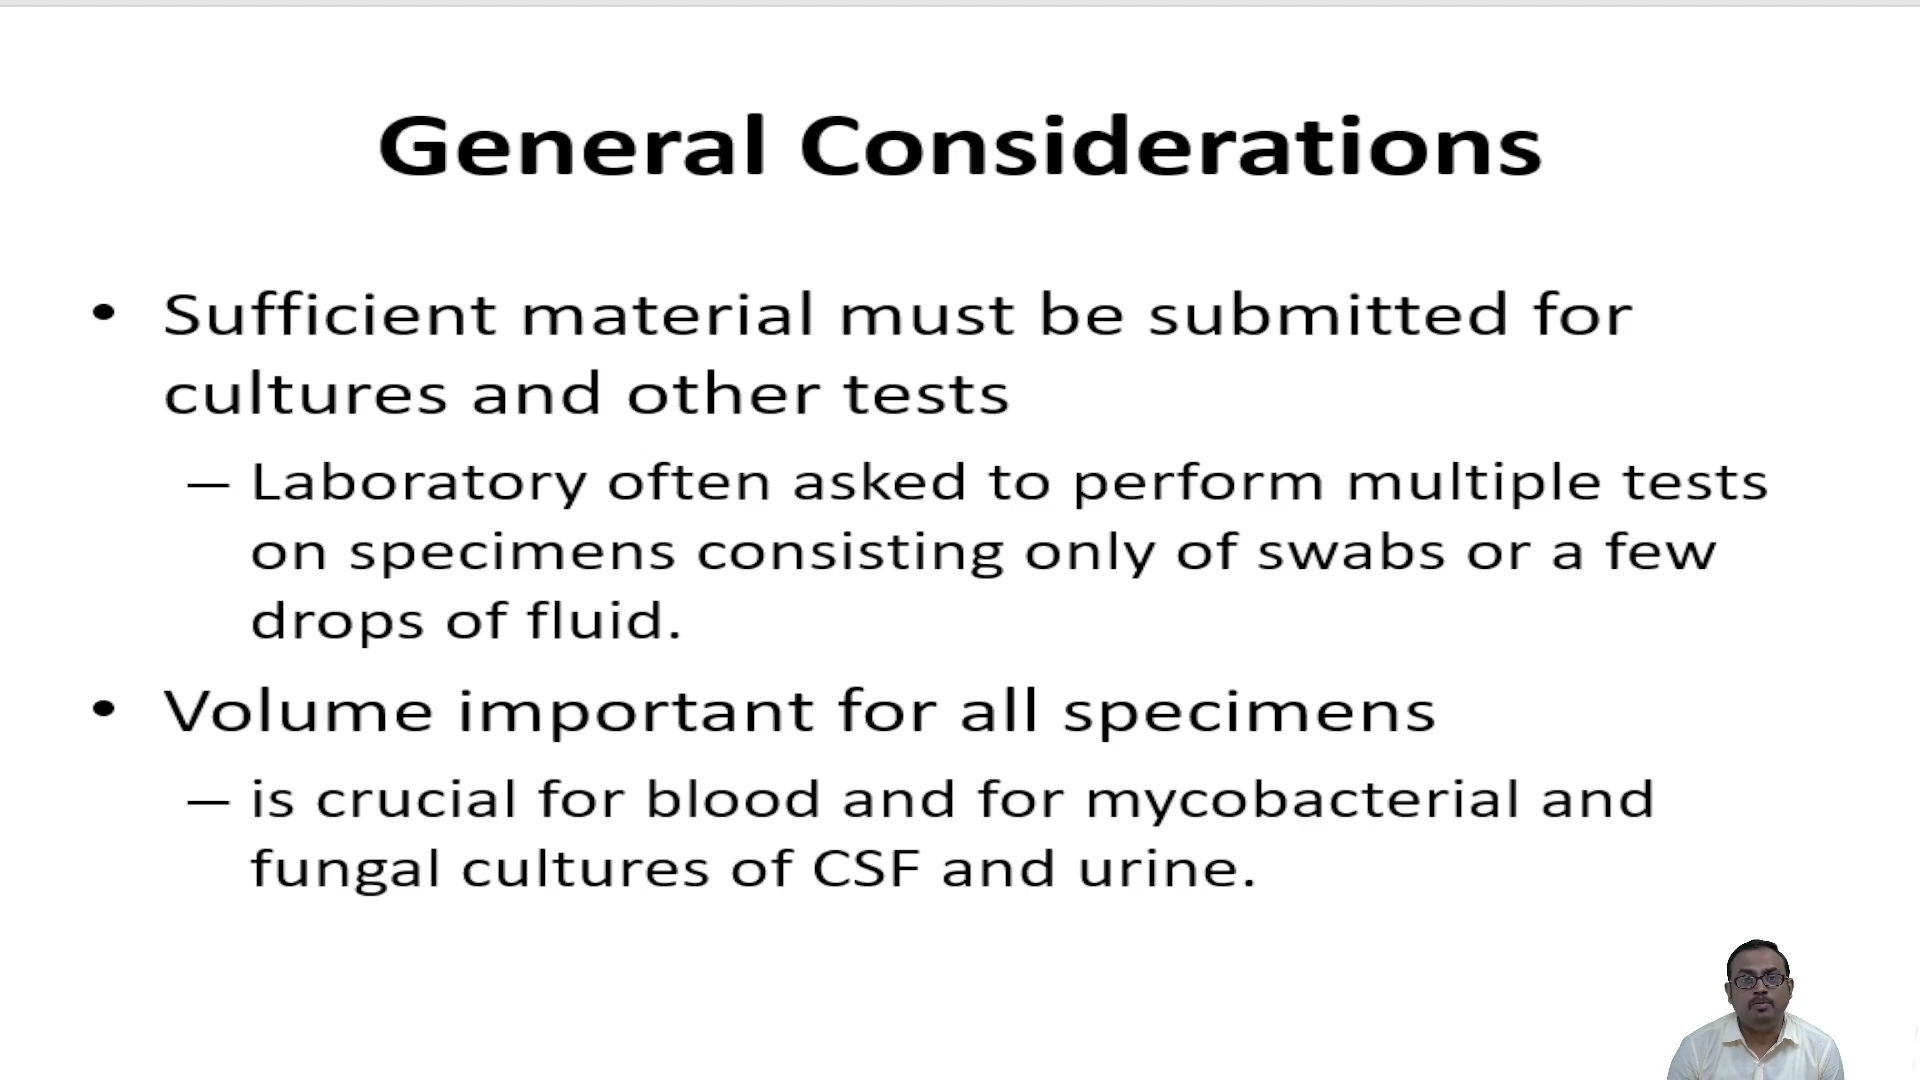 General Considerations
• Sufficient material must be submitted for
cultures and other tests
– Laboratory often asked to perform multiple tests
on specimens consisting only of swabs or a few
drops of fluid.
• Volume important for all specimens
– is crucial for blood and for mycobacterial and
fungal cultures of CSF and urine.